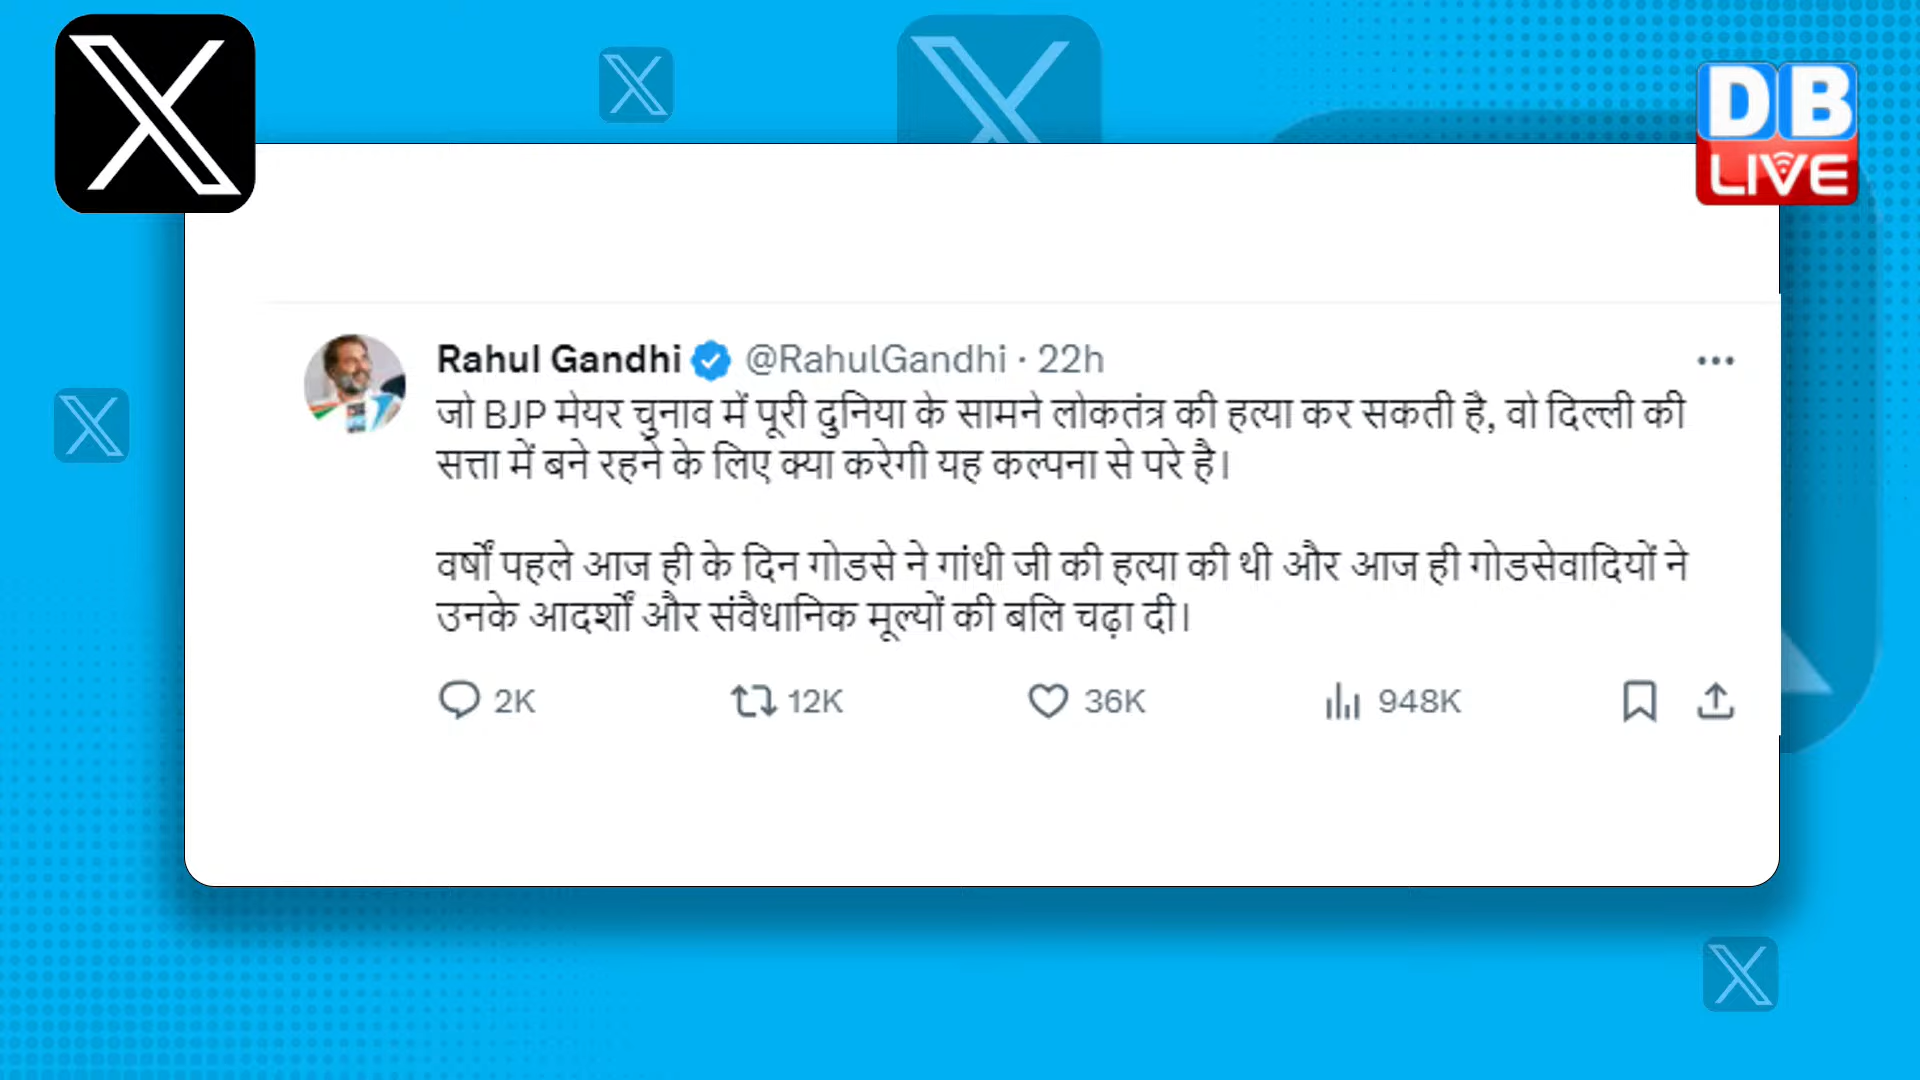 DB
LIVE
Rahul Gandhi @RahulGandhi · 22h
जो BJP मेयर चुनाव में पूरी दुनिया के सामने लोकतंत्र की हत्या कर सकती है, वो दिल्ली की
सत्ता में बने रहने के लिए क्या करेगी यह कल्पना से परे है।
वर्षों पहले आज ही के दिन गोडसे ने गांधी जी की हत्या की थी और आज ही गोडसेवादियों ने
उनके आदर्शों और संवैधानिक मूल्यों की बलि चढ़ा दी।
2K 12K 36K 948K